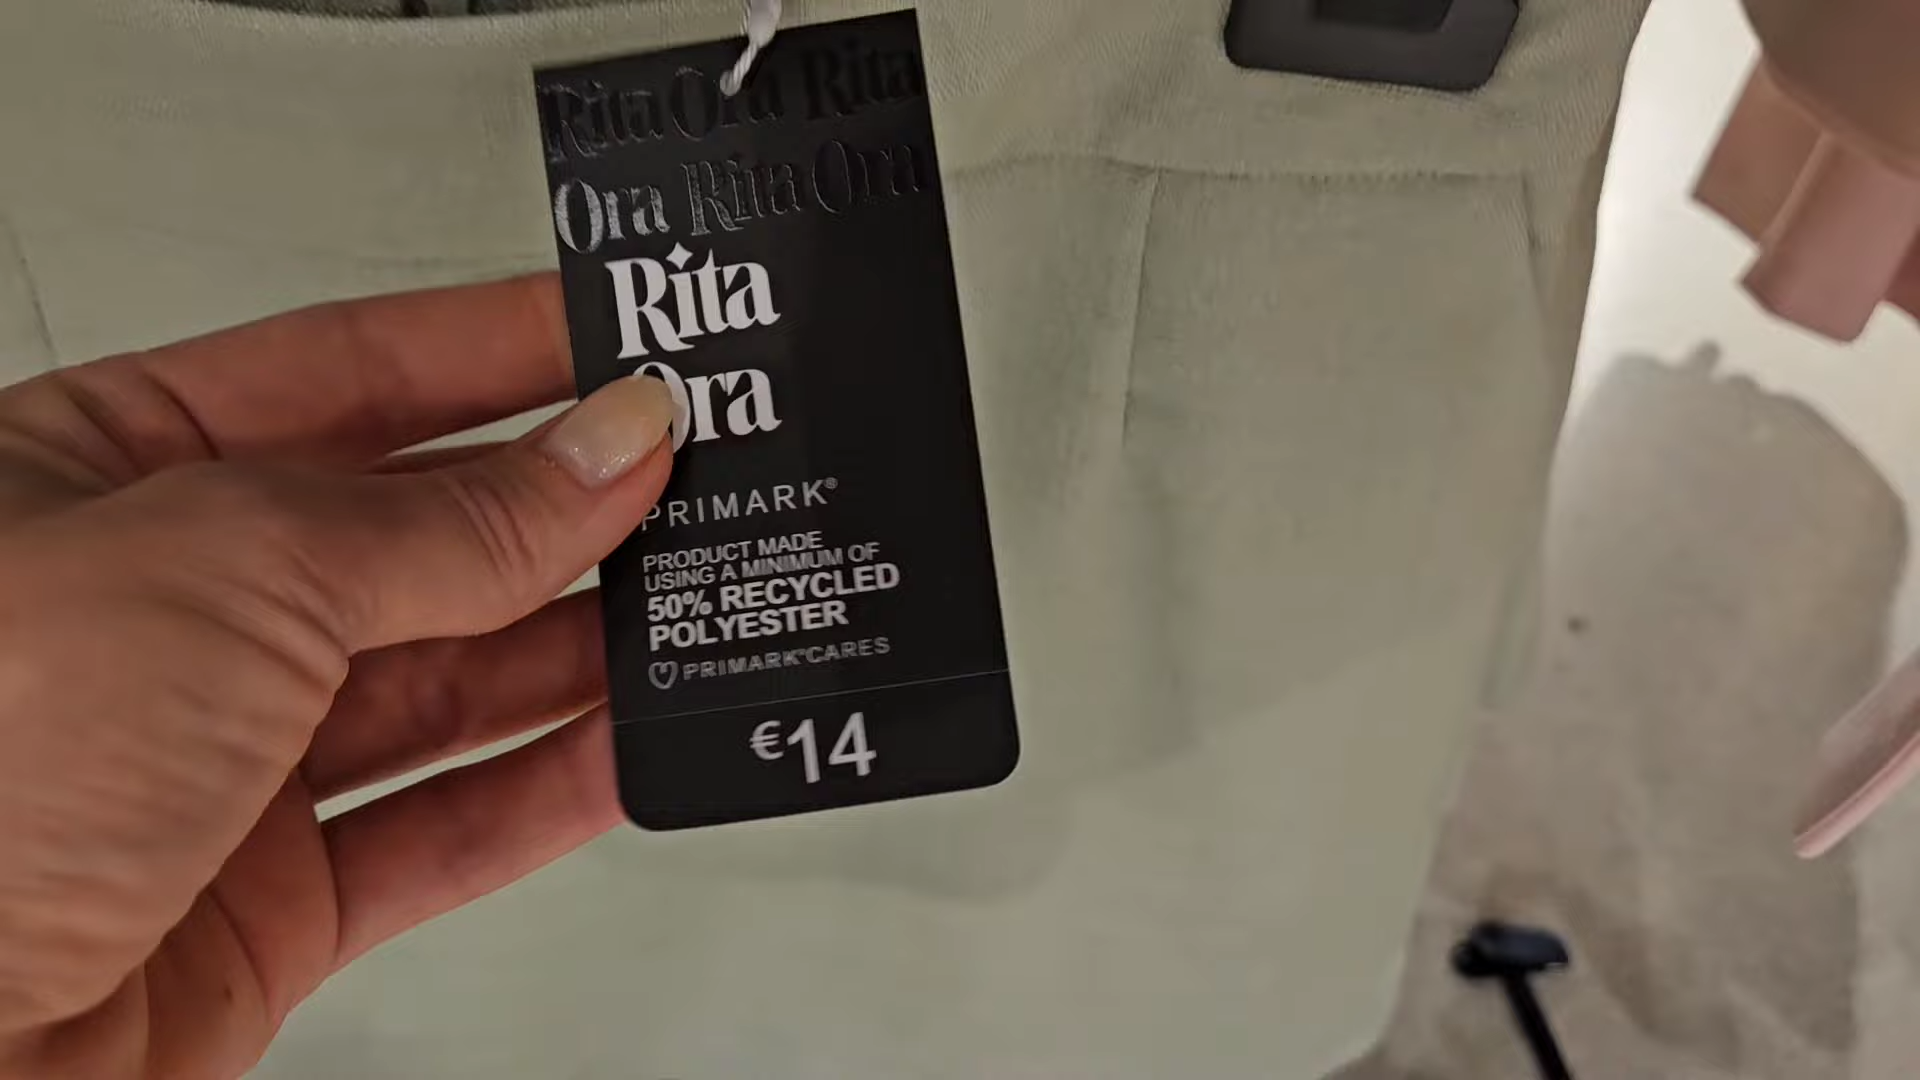 Rita Ora Rita
Ora Rita Ora
Rita
Ora
PRIMARK®
PRODUCT MADE
USING A MINIMUM OF
50% RECYCLED
POLYESTER
PRIMARK®CARES
€14